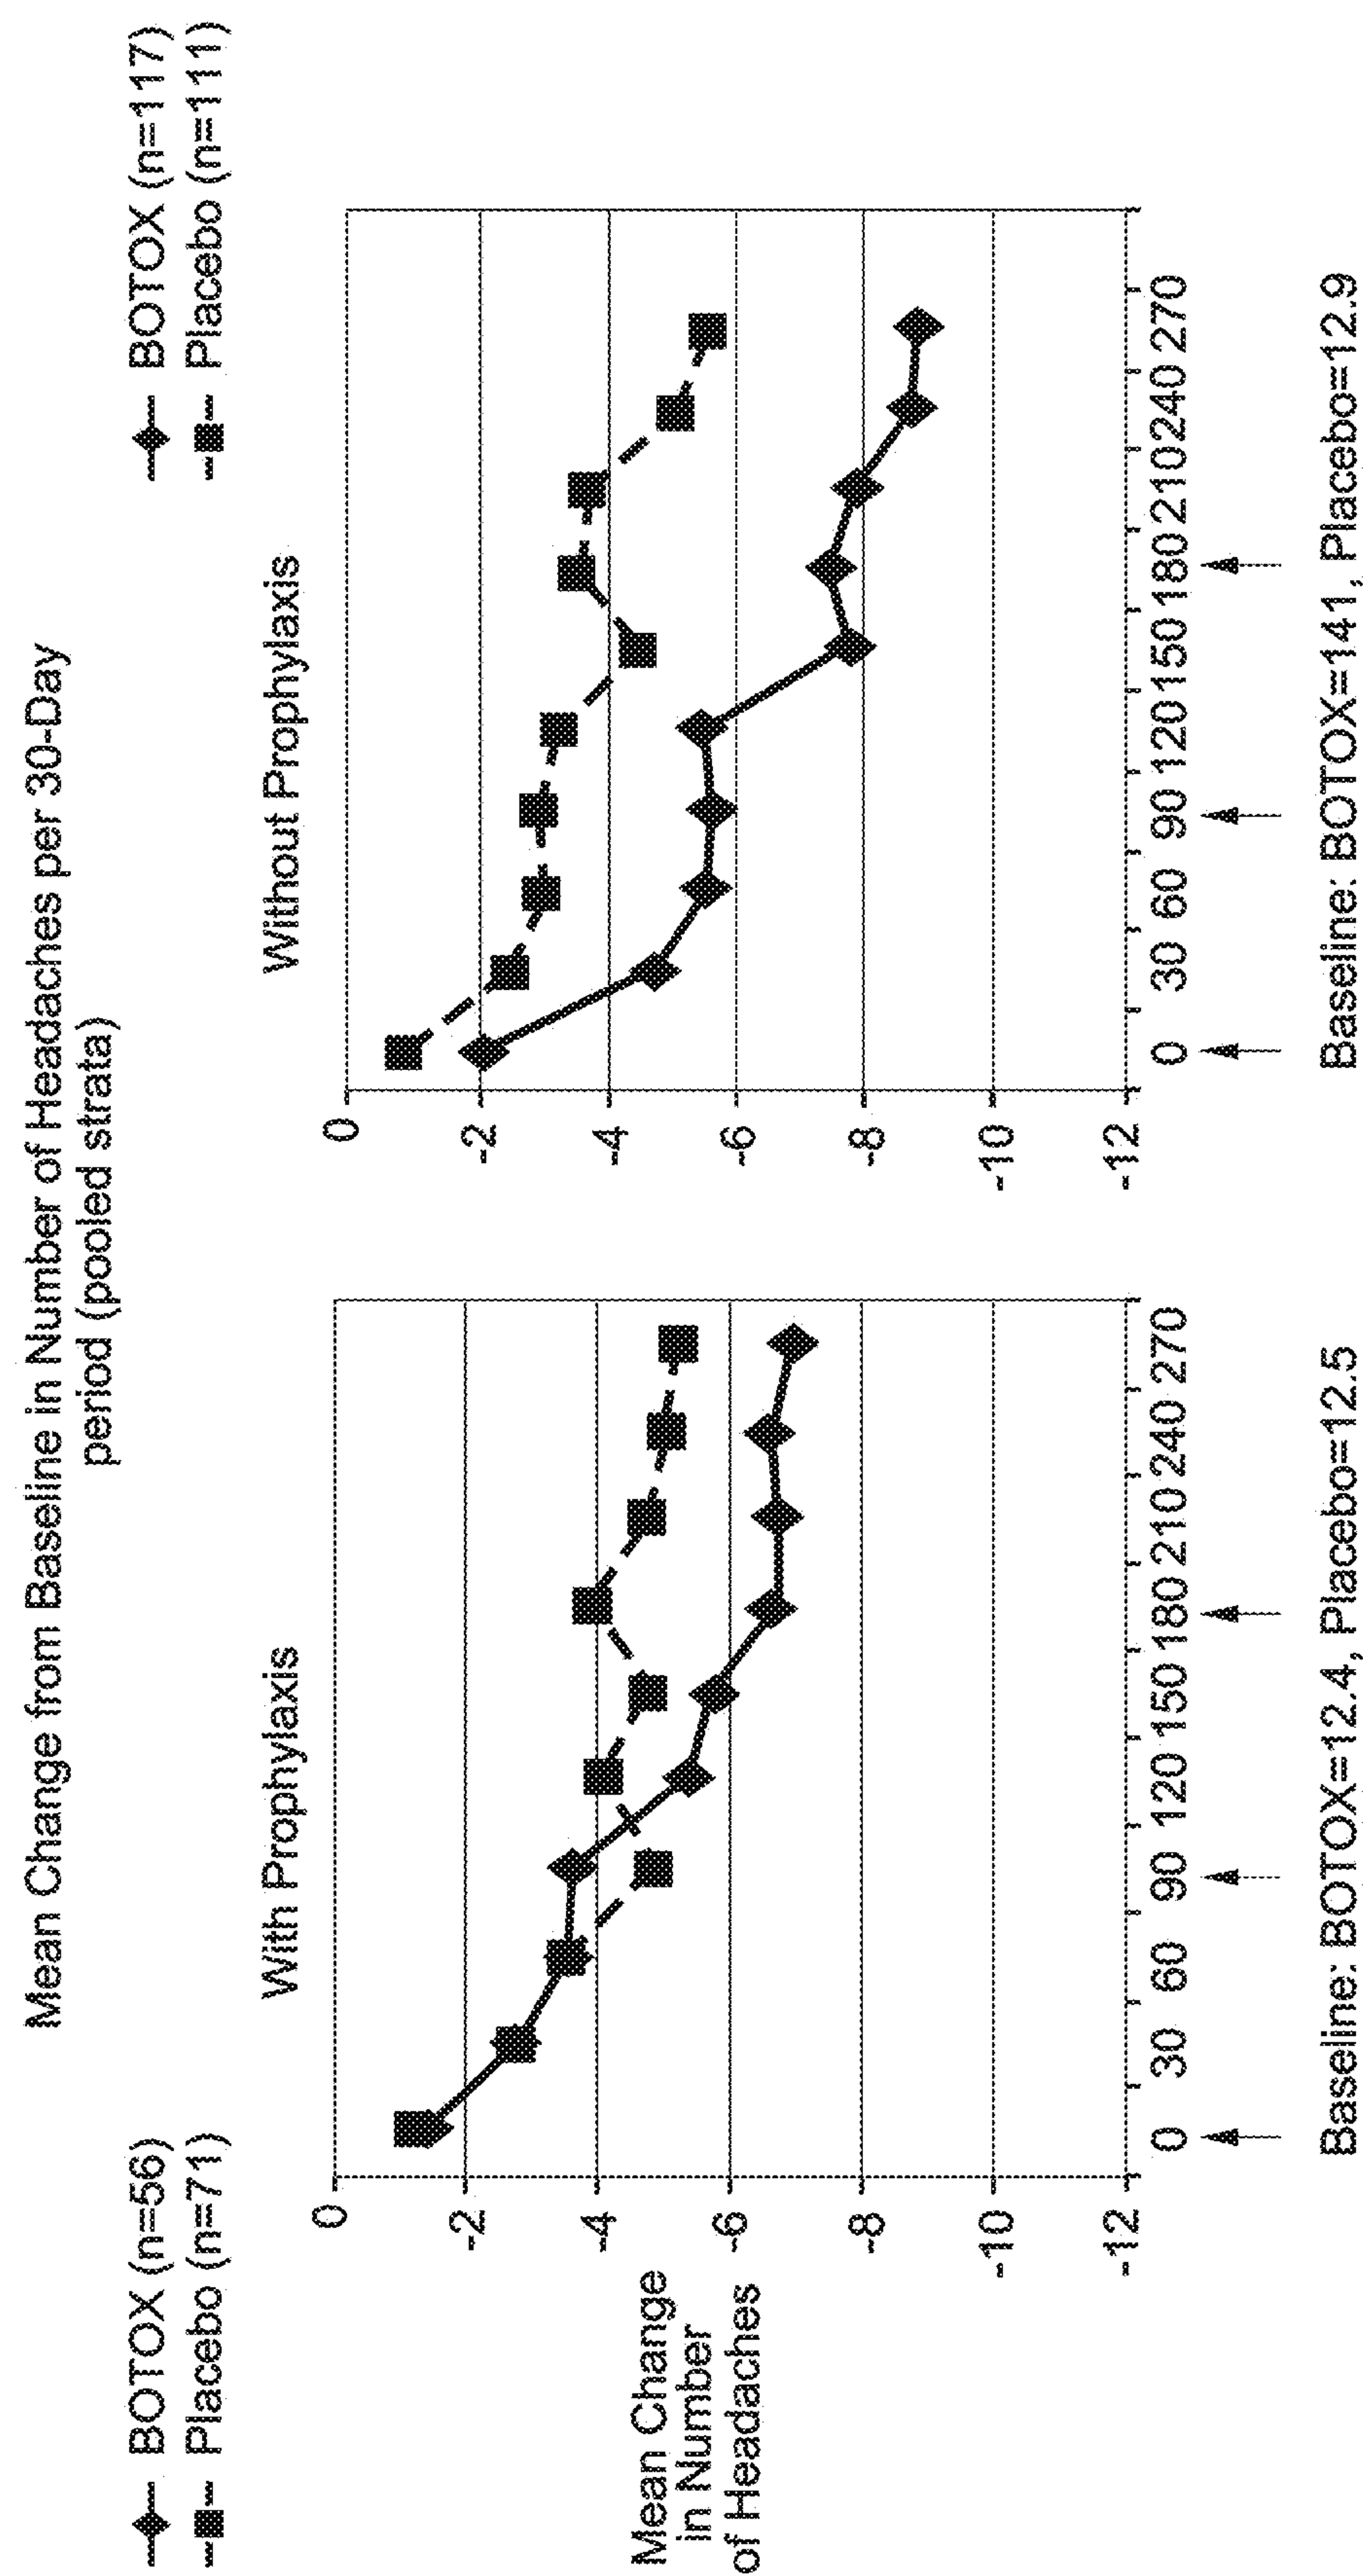 Mean Change from Baseline in Number of Headaches per 30-Day
period (pooled strata)
BOTOX (n=56)
Placebo (n=71)
BOTOX (n=117)
Placebo (n=111)
With Prophylaxis
Mean Change
in Number
of Headaches
0
-2
-4
-6
-8
-10
-12
0 30 60 90 120 150 180 210 240 270
Baseline: BOTOX=12.4, Placebo=12.5
Without Prophylaxis
0
-2
-4
-6
-8
-10
-12
0 30 60 90 120 150 180 210 240 270
Baseline: BOTOX=141, Placebo=12.9